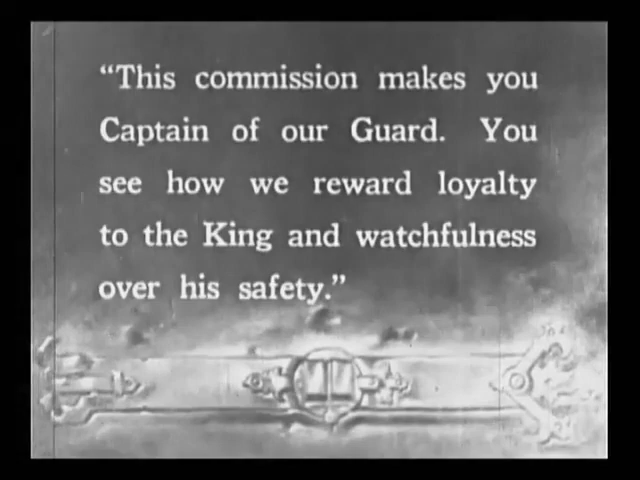 “This commission makes you
Captain of our Guard. You
see how we reward loyalty
to the King and watchfulness
over his safety.”